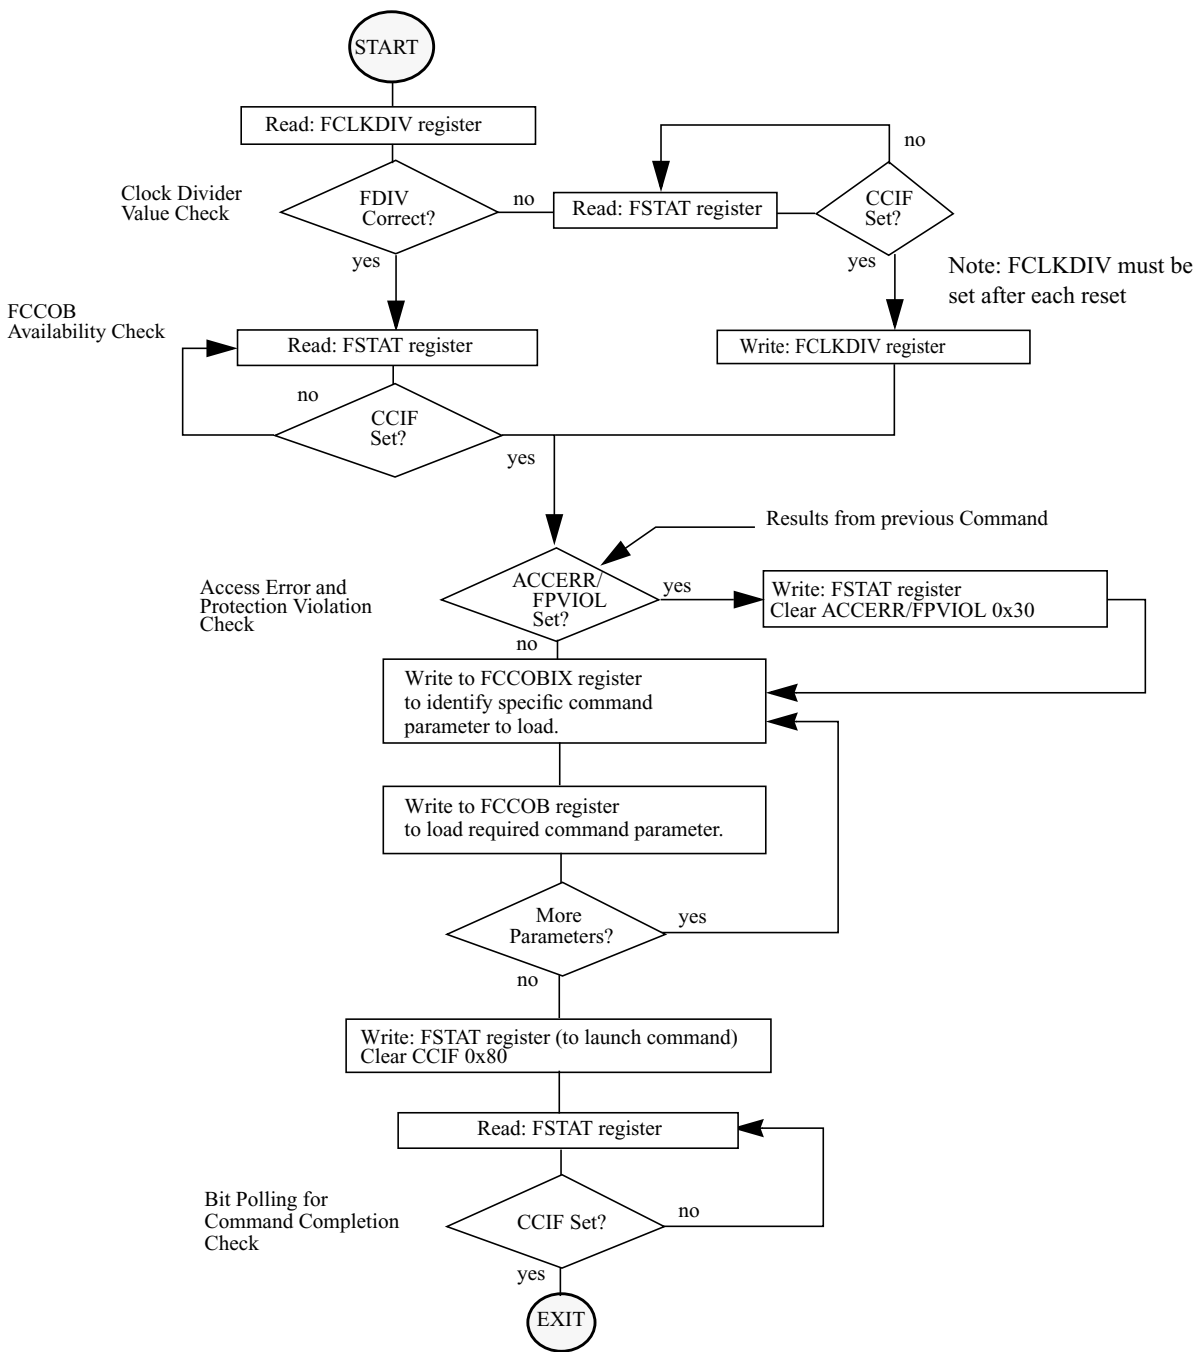 START
Read: FCLKDIV register
Clock Divider
Value Check
FDIV
Correct?
no
Read: FSTAT register
CCIF
Set?
no
yes
yes
Note: FCLKDIV must be
set after each reset
FCCOB
Availability Check
Read: FSTAT register
Write: FCLKDIV register
no
CCIF
Set?
yes
Results from previous Command
Access Error and
Protection Violation
Check
ACCERR/
FPVIOL
Set?
yes
Write: FSTAT register
Clear ACCERR/FPVIOL 0x30
no
Write to FCCOBIX register
to identify specific command
parameter to load.
Write to FCCOB register
to load required command parameter.
More
Parameters?
yes
no
Write: FSTAT register (to launch command)
Clear CCIF 0x80
Read: FSTAT register
Bit Polling for
Command Completion
Check
CCIF Set?
no
yes
EXIT